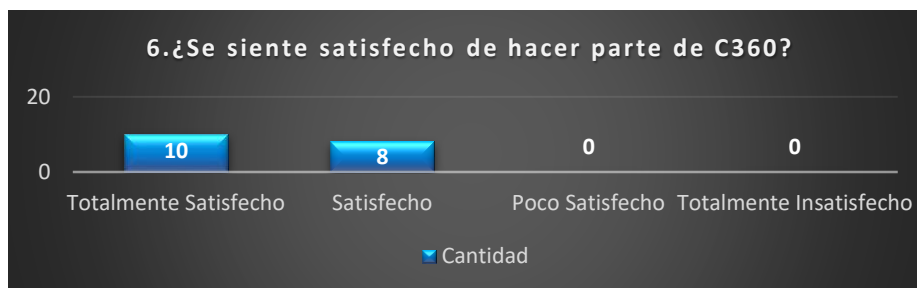 6.¿Se siente satisfecho de hacer parte de C360?
20
0
10
8
0
0
Totalmente Satisfecho
Satisfecho
Poco Satisfecho
Totalmente Insatisfecho
Cantidad